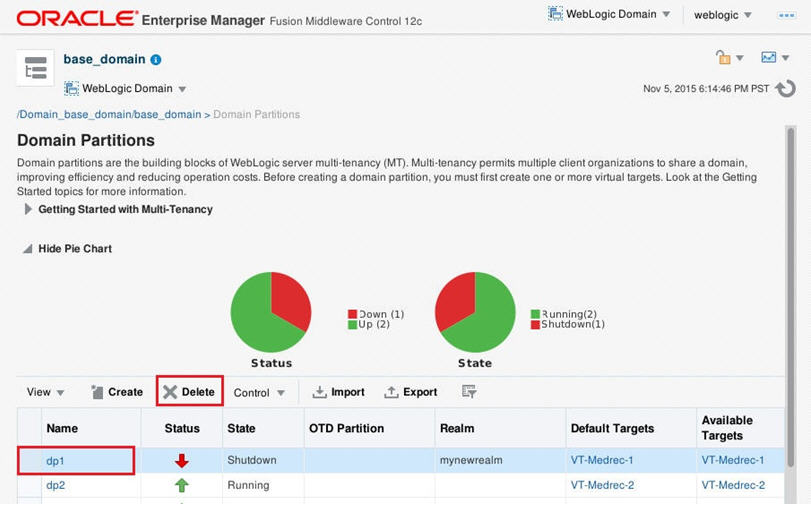 ORACLE Enterprise Manager Fusion Middleware Control 12c
WebLogic Domain
weblogic
base_domain
WebLogic Domain
Nov 5, 2015 6:14:46 PM PST
/Domain_base_domain/base_domain > Domain Partitions
Domain Partitions
Domain partitions are the building blocks of WebLogic server multi-tenancy (MT). Multi-tenancy permits multiple client organizations to share a domain,
improving efficiency and reducing operation costs. Before creating a domain partition, you must first create one or more virtual targets. Look at the Getting
Started topics for more information.
Getting Started with Multi-Tenancy
Hide Pie Chart
Down (1)
Up (2)
Status
Running(2)
Shutdown(1)
State
View Create Delete Control Import Export
Name Status State OTD Partition Realm Default Targets Available Targets
dp1 Shutdown mynewrealm VT-Medrec-1 VT-Medrec-1
dp2 Running VT-Medrec-2 VT-Medrec-2